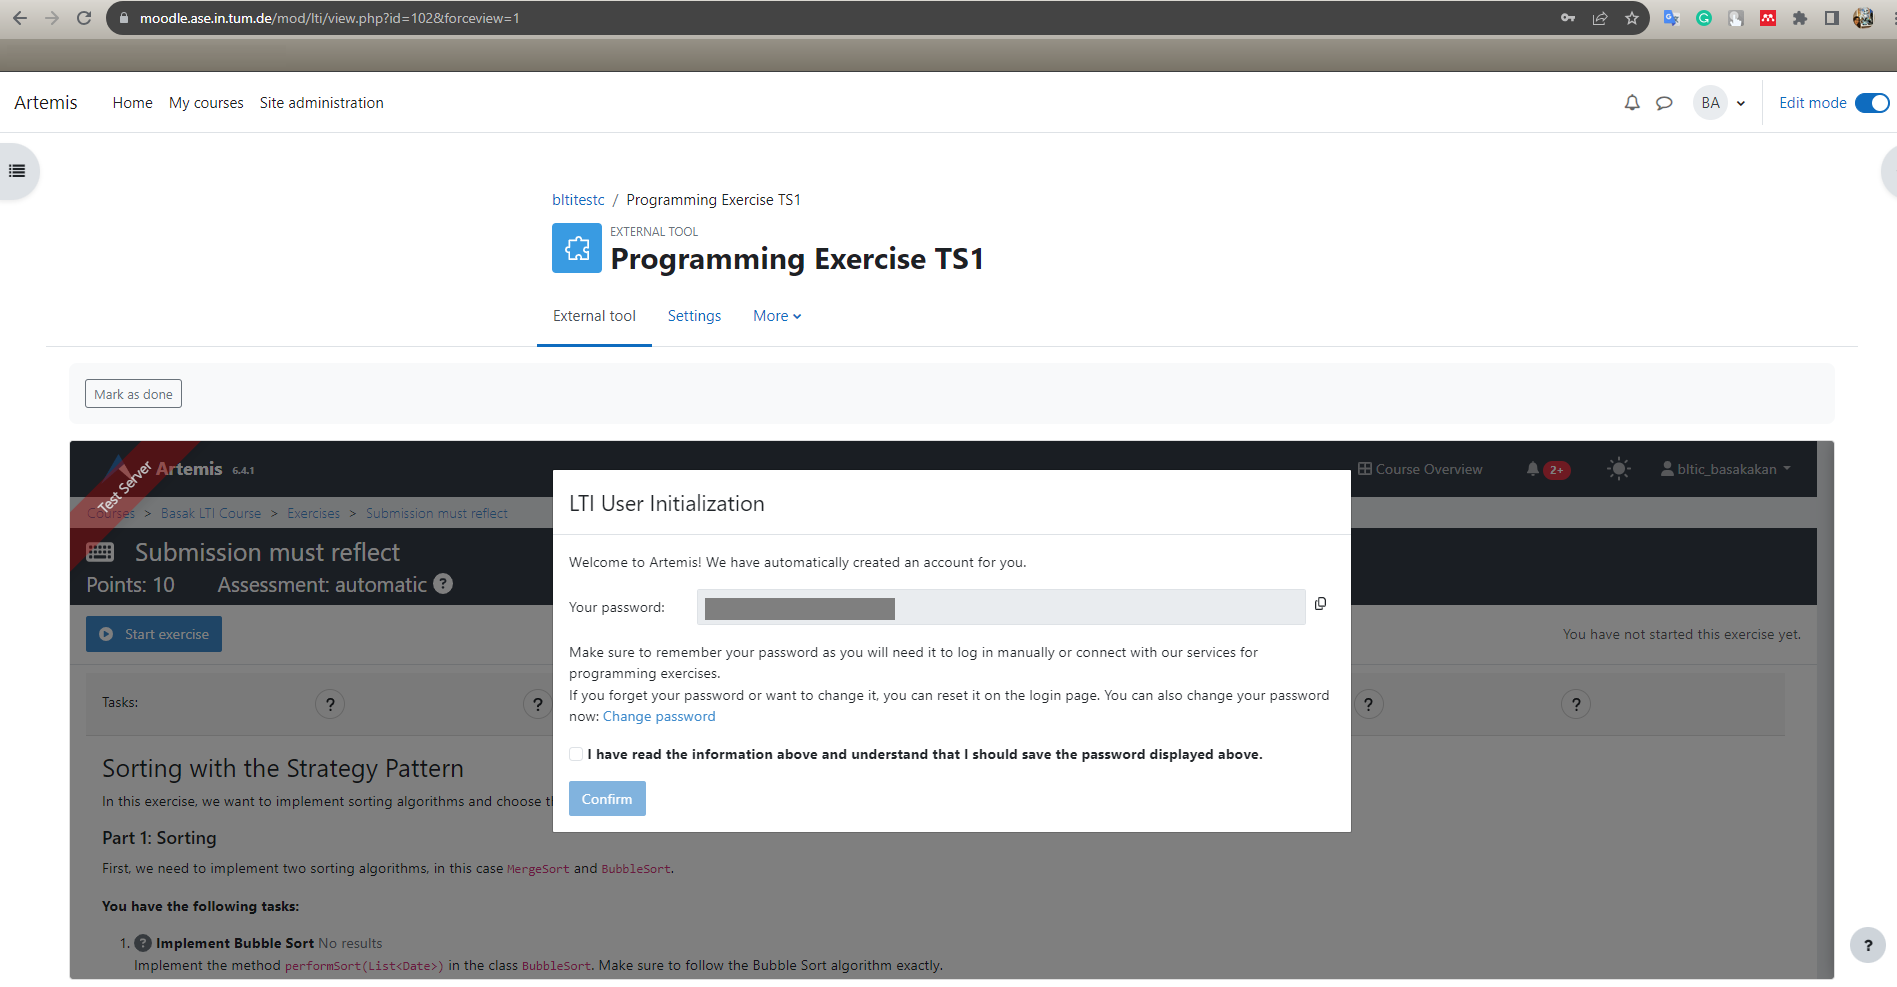 moodle.ase.in.tum.de/mod/lti/view.php?id=102&forceview=1
Artemis Home My courses Site administration BA Edit mode
bltitestc / Programming Exercise TS1
EXTERNAL TOOL
Programming Exercise TS1
External tool Settings More
Mark as done
Test Server
Artemis 6.4.1 Course Overview 2+ bltic_basakakan
Courses > Basak LTI Course > Exercises > Submission must reflect
Submission must reflect
Points: 10 Assessment: automatic ?
Start exercise You have not started this exercise yet.
Tasks: ? ? ? ?
Sorting with the Strategy Pattern
In this exercise, we want to implement sorting algorithms and choose
Part 1: Sorting
First, we need to implement two sorting algorithms, in this case MergeSort and BubbleSort.
You have the following tasks:
1. ? Implement Bubble Sort No results
Implement the method performSort(List<Date>) in the class BubbleSort. Make sure to follow the Bubble Sort algorithm exactly.
LTI User Initialization
Welcome to Artemis! We have automatically created an account for you.
Your password:
Make sure to remember your password as you will need it to log in manually or connect with our services for
programming exercises.
If you forget your password or want to change it, you can reset it on the login page. You can also change your password
now: Change password
I have read the information above and understand that I should save the password displayed above.
Confirm
?